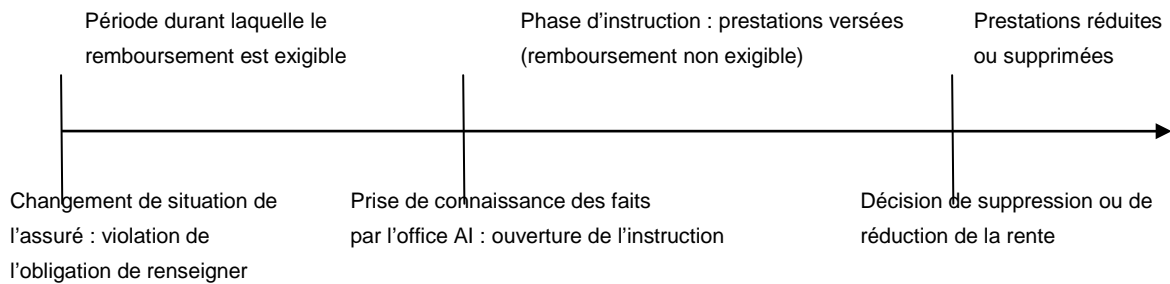 Période durant laquelle le
remboursement est exigible
Phase d’instruction : prestations versées
(remboursement non exigible)
Prestations réduites
ou supprimées
Changement de situation de
l’assuré : violation de
l’obligation de renseigner
Prise de connaissance des faits
par l’office AI : ouverture de l’instruction
Décision de suppression ou de
réduction de la rente